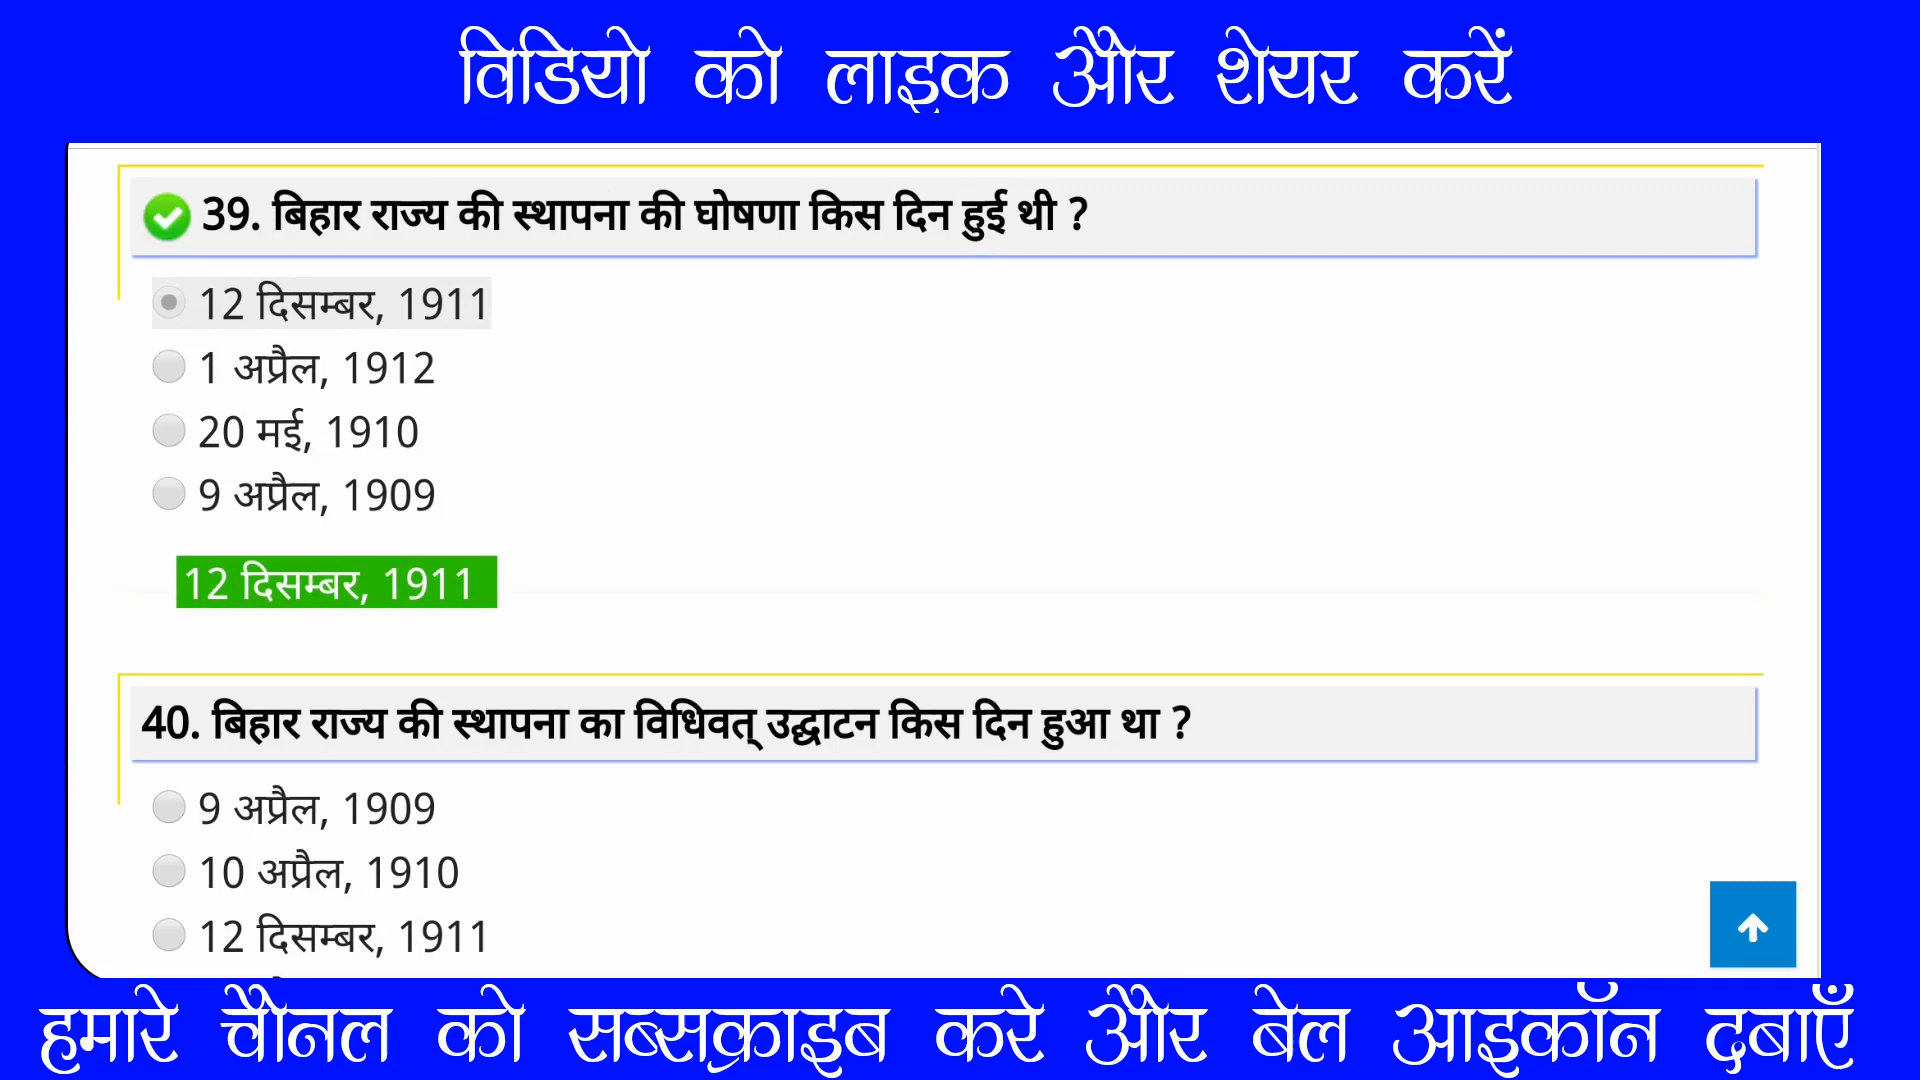 विडियो को लाइक और शेयर करें
39. बिहार राज्य की स्थापना की घोषणा किस दिन हुई थी ?
12 दिसम्बर, 1911
1 अप्रैल, 1912
20 मई, 1910
9 अप्रैल, 1909
12 दिसम्बर, 1911
40. बिहार राज्य की स्थापना का विधिवत् उद्घाटन किस दिन हुआ था ?
9 अप्रैल, 1909
10 अप्रैल, 1910
12 दिसम्बर, 1911
हमारे चैनल को सब्सक्राइब करे और बेल आइकॉन दबाएँ